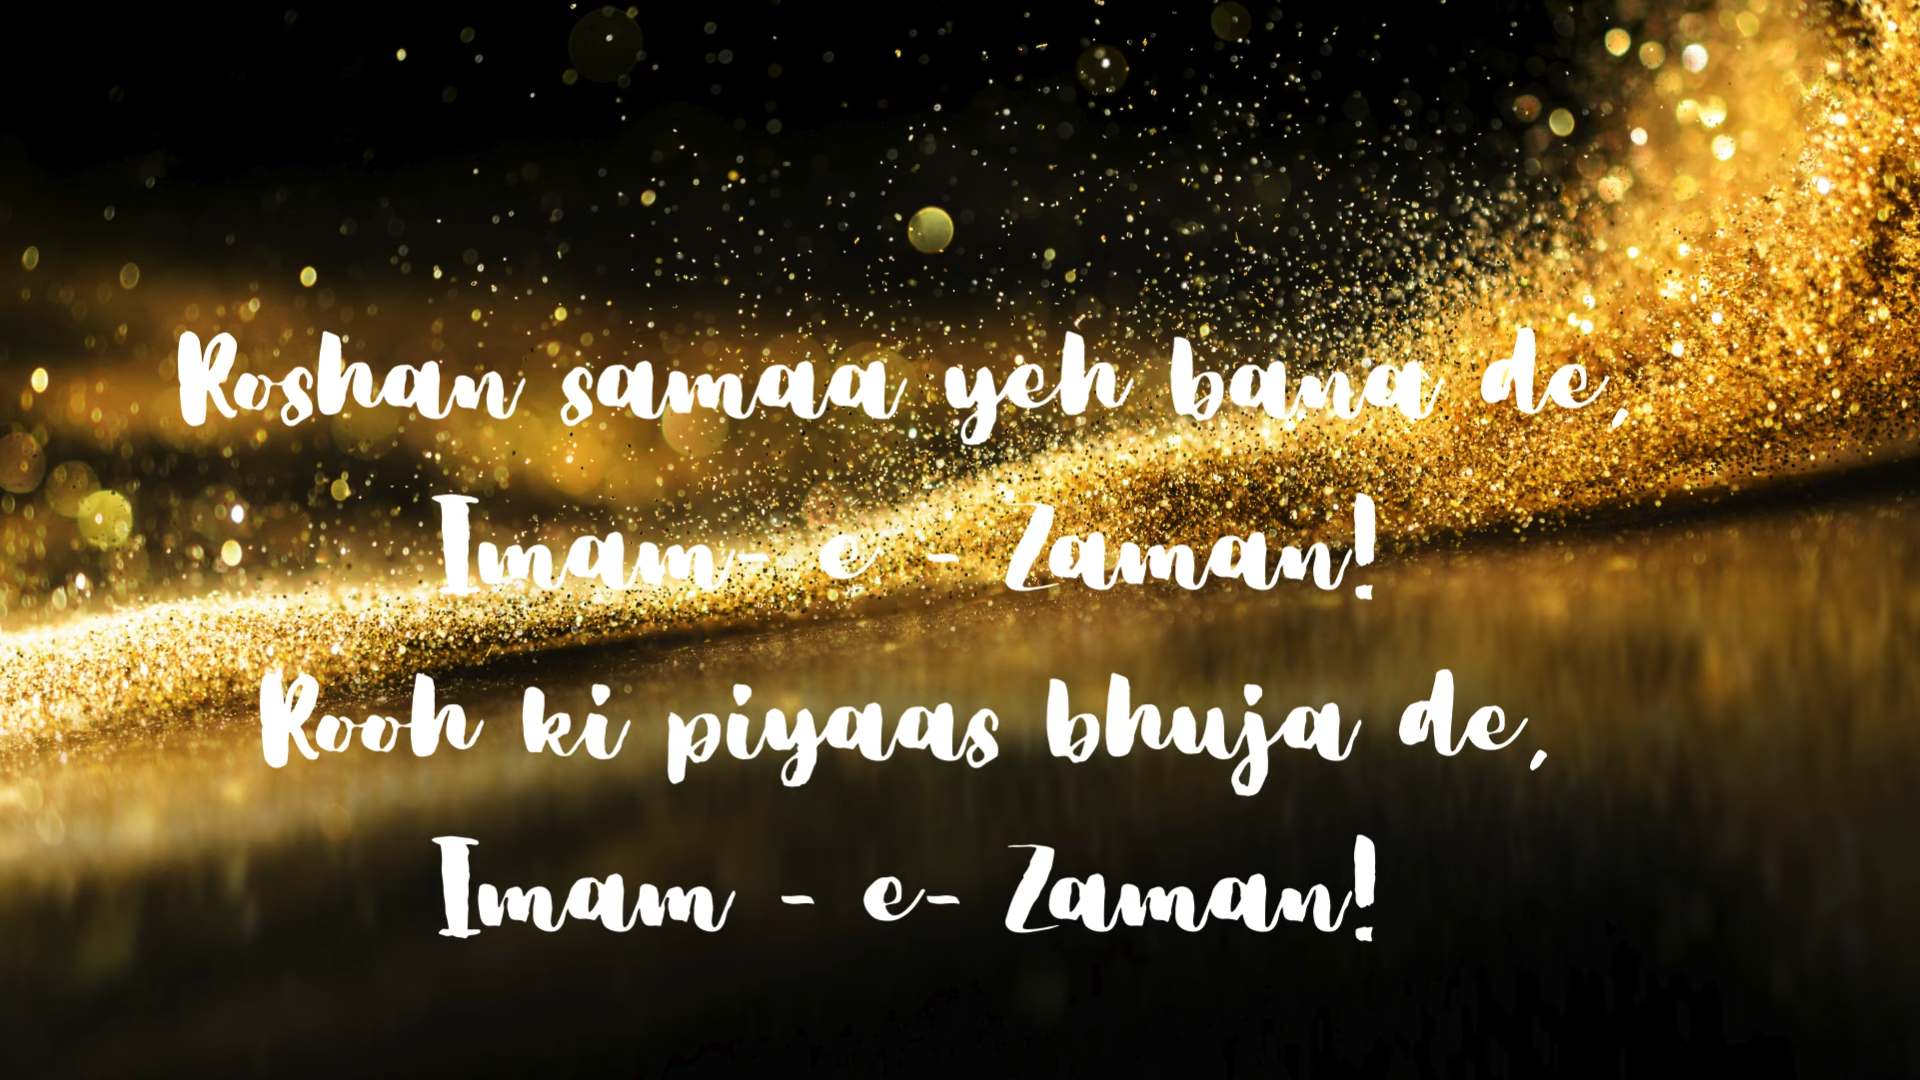 Roshan samaa yeh bana de,
Imam- e - Zaman!
Rooh ki piyaas bhuja de,
Imam - e- Zaman!